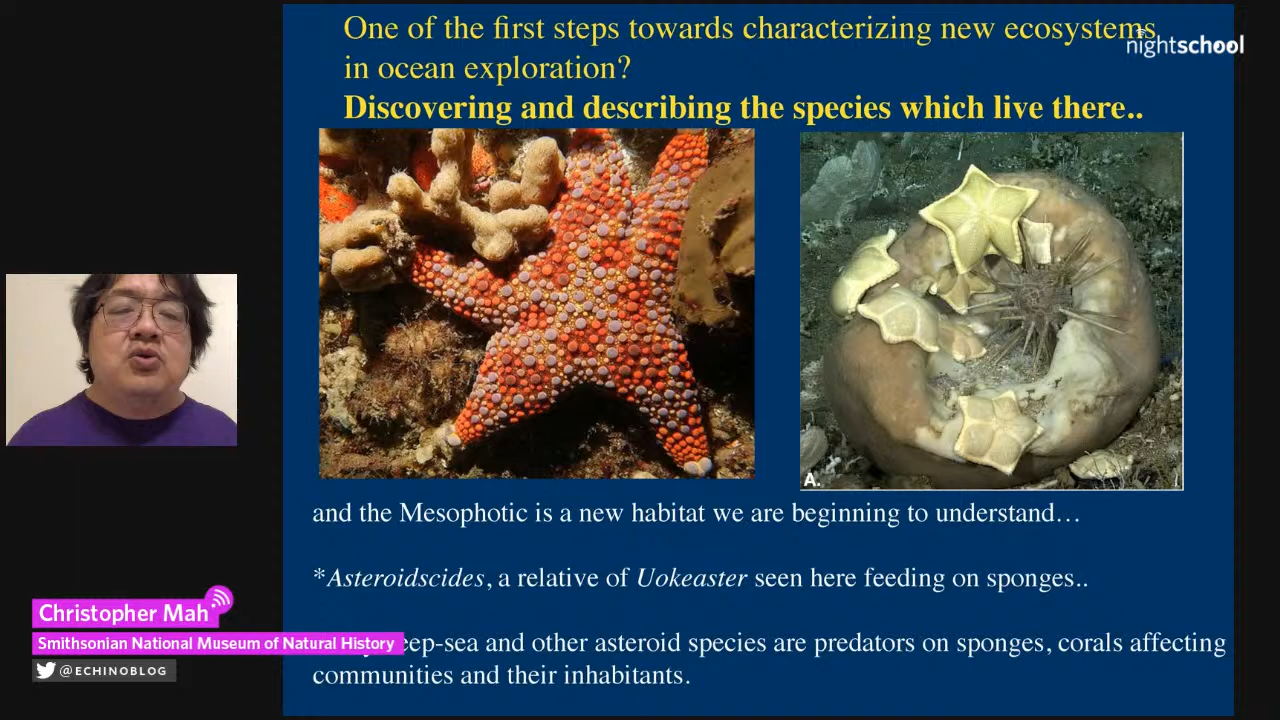 One of the first steps towards characterizing new ecosystems
in ocean exploration?
nightschool
Discovering and describing the species which live there..
A.
and the Mesophotic is a new habitat we are beginning to understand…
*Asteroidscides, a relative of Uokeaster seen here feeding on sponges..
Christopher Mah
Smithsonian National Museum of Natural History
eep-sea and other asteroid species are predators on sponges, corals affecting
communities and their inhabitants.
@ECHINOBLOG